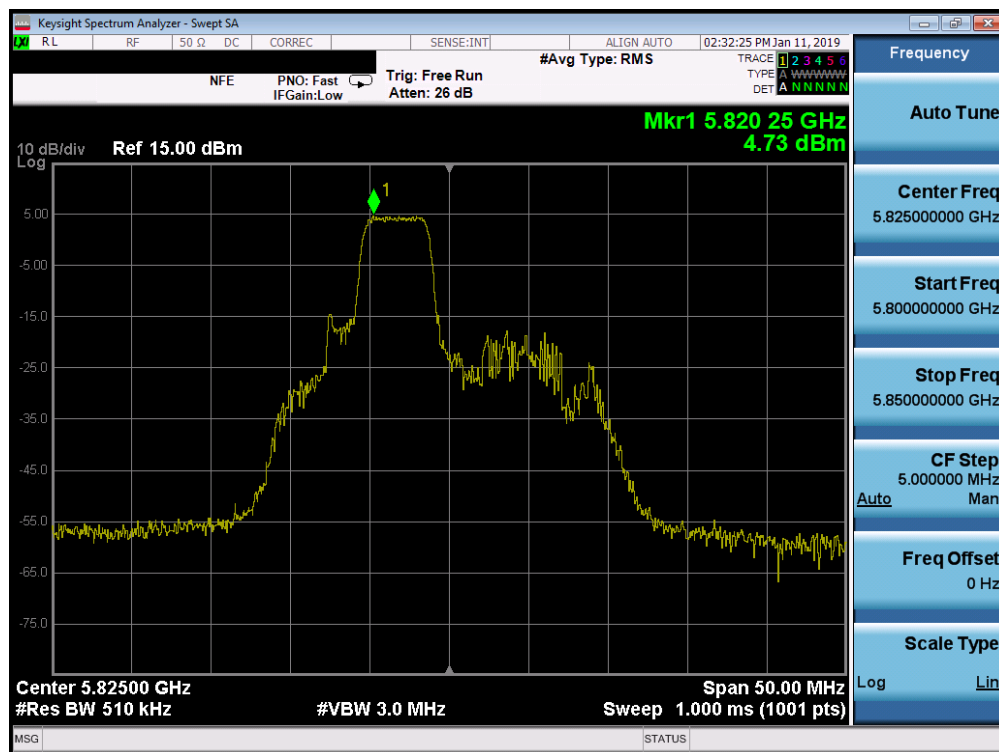 Keysight Spectrum Analyzer - Swept SA
LXI RL RF 50 Ω DC CORREC SENSE:INT ALIGN AUTO 02:32:25 PM Jan 11, 2019
NFE PNO: Fast IFGain:Low Trig: Free Run Atten: 26 dB #Avg Type: RMS
TRACE 1 2 3 4 5 6
TYPE A WWWWW
DET A N N N N N
Mkr1 5.820 25 GHz
4.73 dBm
10 dB/div Ref 15.00 dBm
Log
1
5.00
-5.00
-15.0
-25.0
-35.0
-45.0
-55.0
-65.0
-75.0
Center 5.82500 GHz Span 50.00 MHz
#Res BW 510 kHz #VBW 3.0 MHz Sweep 1.000 ms (1001 pts)
MSG STATUS
Frequency
Auto Tune
Center Freq
5.825000000 GHz
Start Freq
5.800000000 GHz
Stop Freq
5.850000000 GHz
CF Step
5.000000 MHz
Auto Man
Freq Offset
0 Hz
Scale Type
Log Lin